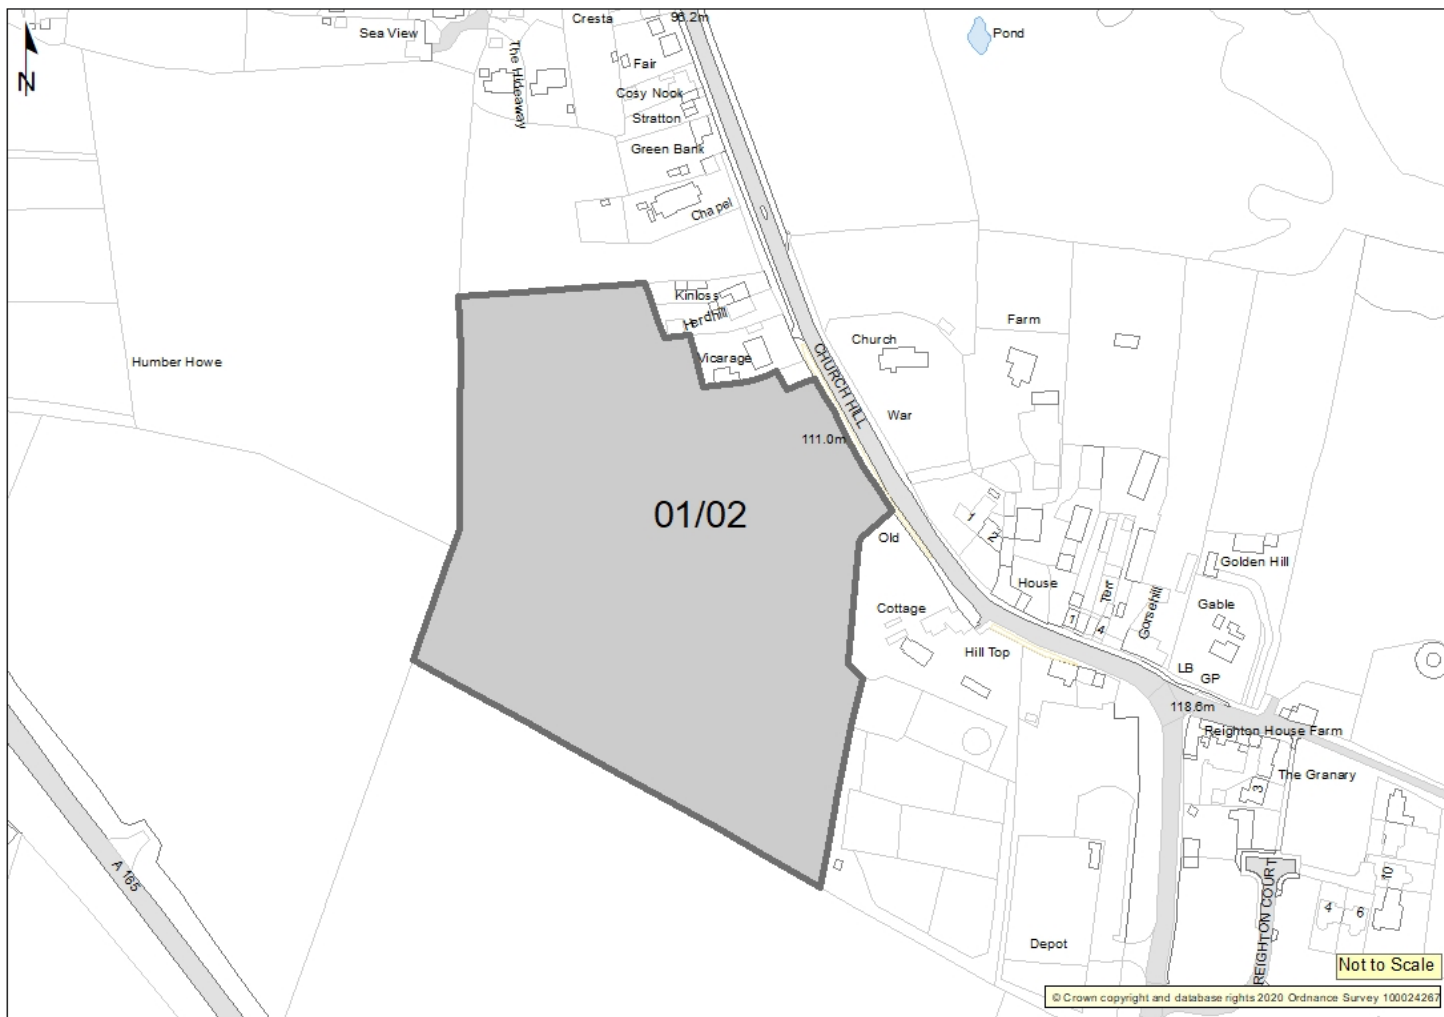 Cresta
96.2m
Sea View
Pond
The Hideaway
Fair
Cosy Nook
Stratton
Green Bank
Chapel
N
Kinloss
Herdhill
Farm
Humber Howe
Vicarage
CHURCH HILL
Church
War
111.0m
01/02
1
2
Old
Golden Hill
House
Terr
Gorsehill
Gable
Cottage
1
4
Hill Top
LB
GP
118.6m
Reighton House Farm
The Granary
3
A 165
10
4
6
REIGHTON COURT
Depot
Not to Scale
© Crown copyright and database rights 2020 Ordnance Survey 100024267